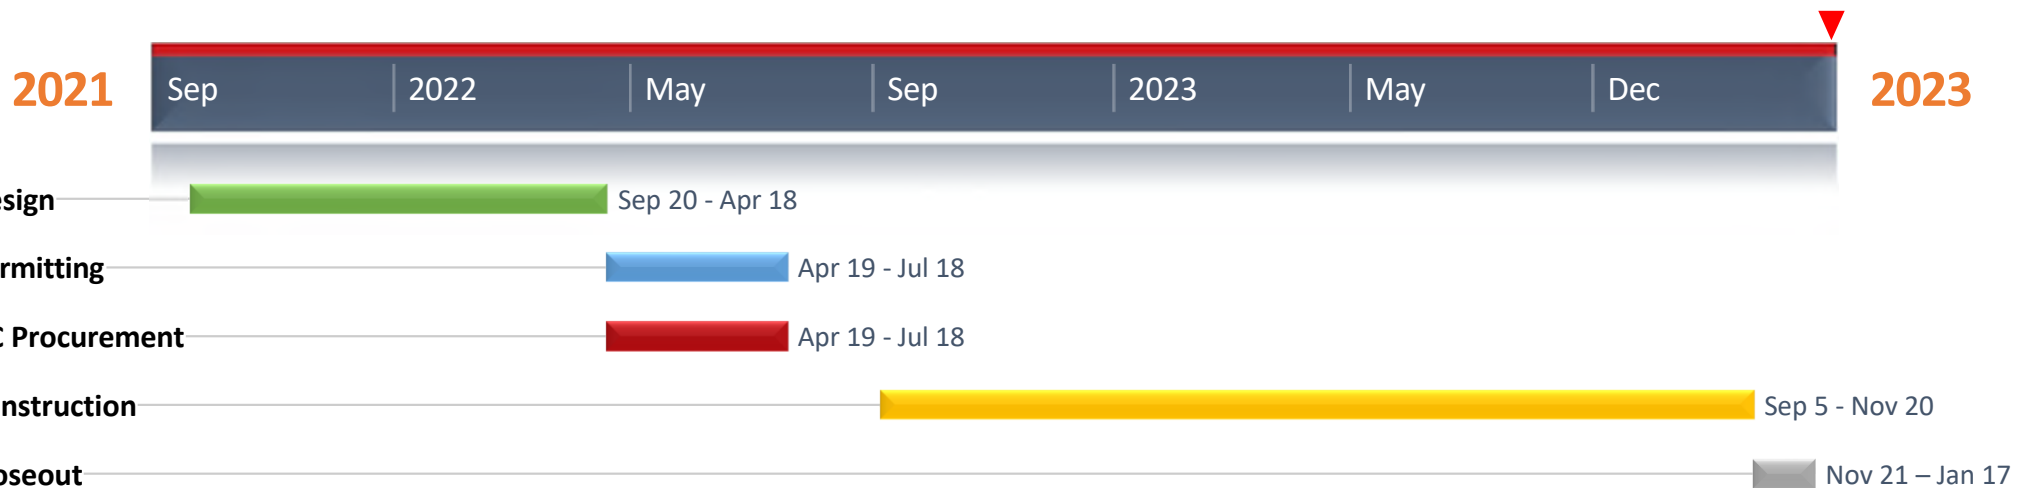 2021 Sep 2022 May Sep 2023 May Dec 2023
esign Sep 20 - Apr 18
rmitting Apr 19 - Jul 18
C Procurement Apr 19 - Jul 18
nstruction Sep 5 - Nov 20
oseout Nov 21 – Jan 17